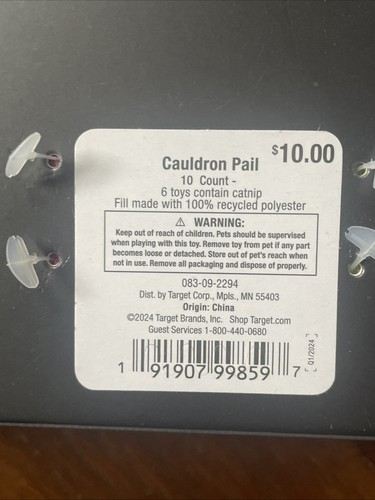 $10.00
Cauldron Pail
10 Count -
6 toys contain catnip
Fill made with 100% recycled polyester
⚠ WARNING:
Keep out of reach of children. Pets should be supervised
when playing with this toy. Remove toy from pet if any part
becomes loose or detached. Store out of pet's reach when
not in use. Remove all packaging and dispose of properly.
083-09-2294
Dist. by Target Corp., Mpls., MN 55403
Origin: China
©2024 Target Brands, Inc. Shop Target.com
Guest Services 1-800-440-0680
1 91907 99859 7
Q1/2024